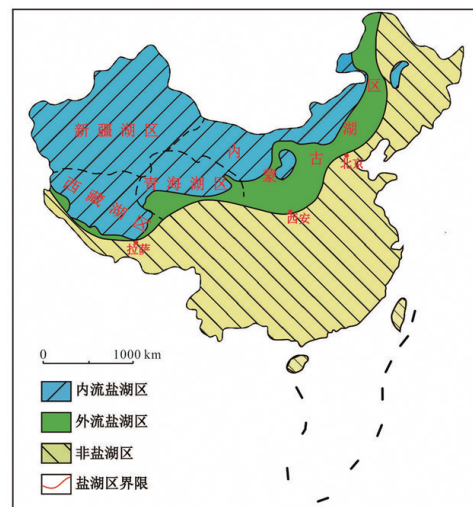 新疆湖区
内蒙古湖区
青海湖区
西藏湖区
北京
西安
拉萨
0 1000 km
内流盐湖区
外流盐湖区
非盐湖区
盐湖区界限